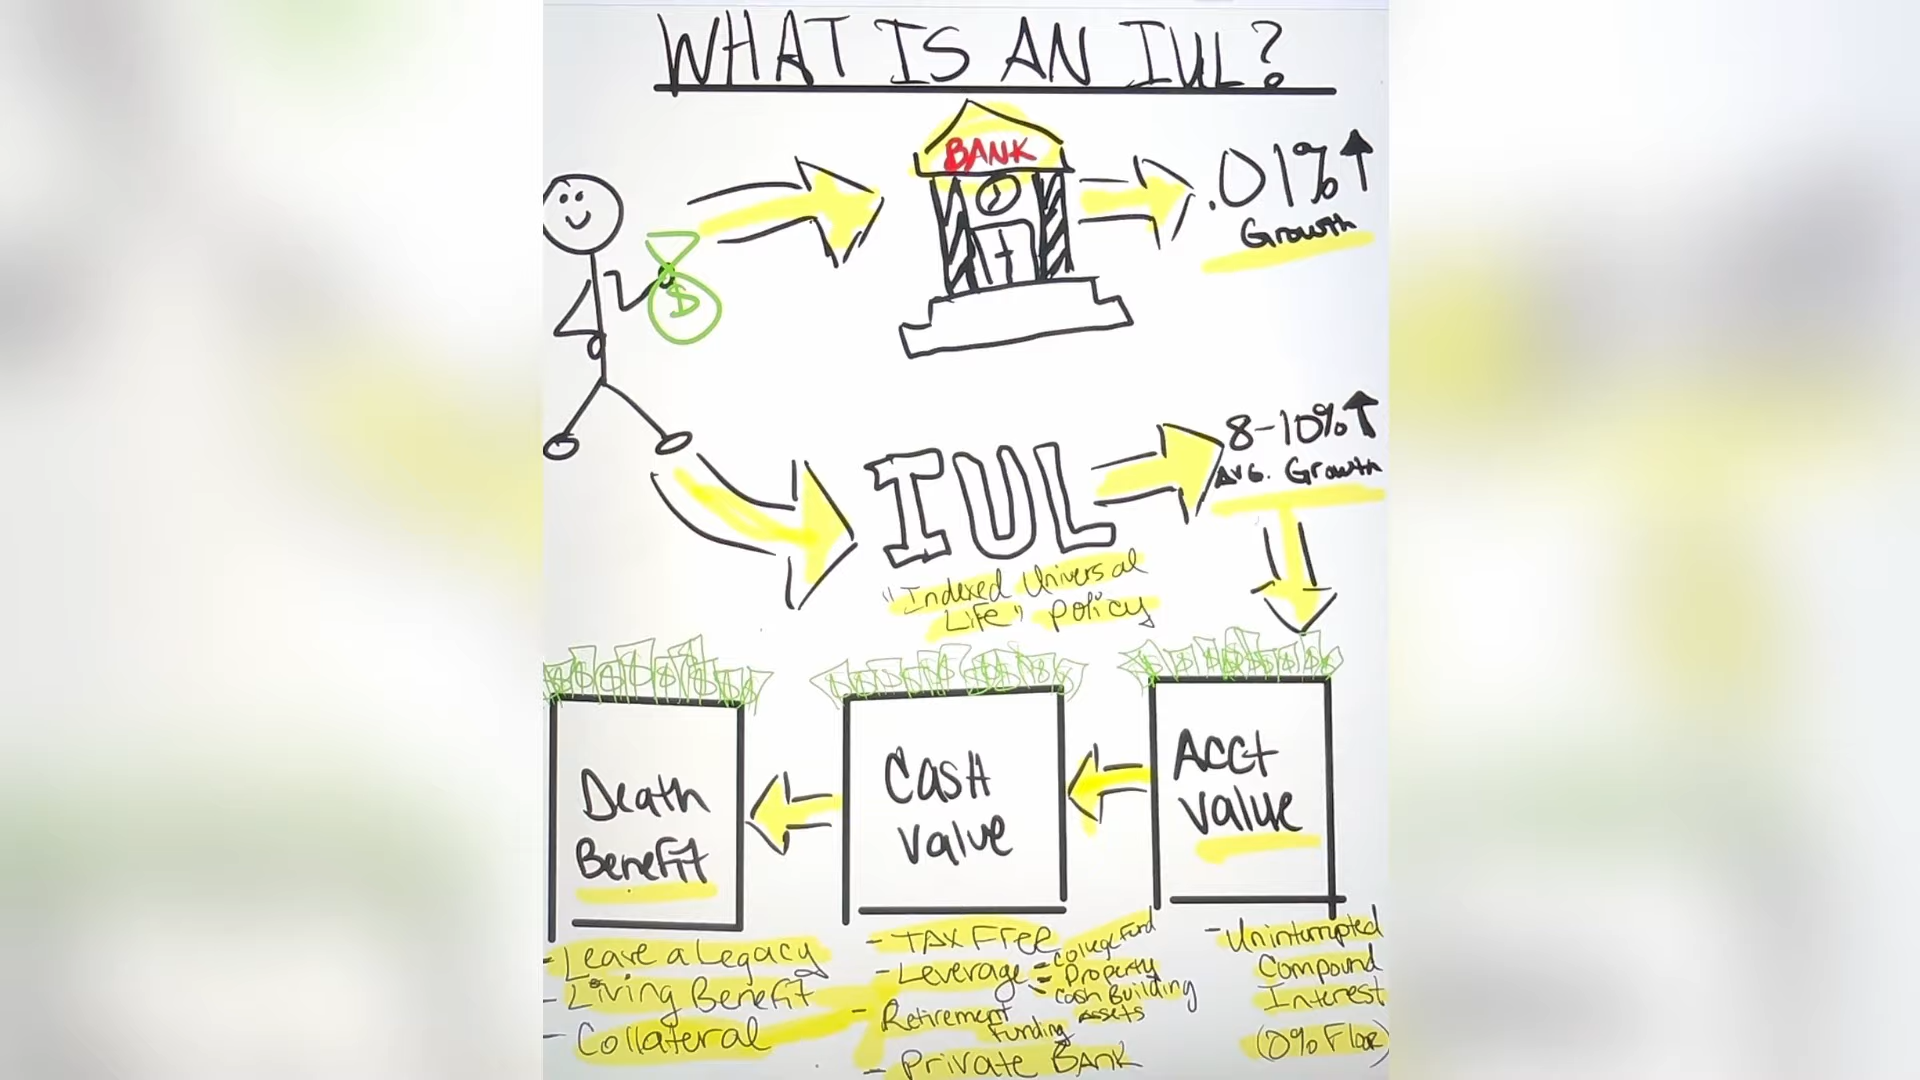 WHAT IS AN IUL?
BANK
.01%
Growth
$
8-10%
Avg. Growth
IUL
"Indexed Universal
Life" Policy
Death
Benefit
Cash
Value
Acct
Value
- Leave a Legacy
- Living Benefit
- Collateral
- TAX Free
- Leverage
- College Fund
- Property
- Cash Building
Assets
- Retirement
Funding
- Private Bank
- Uninterrupted
Compound
Interest
(0% Floor)